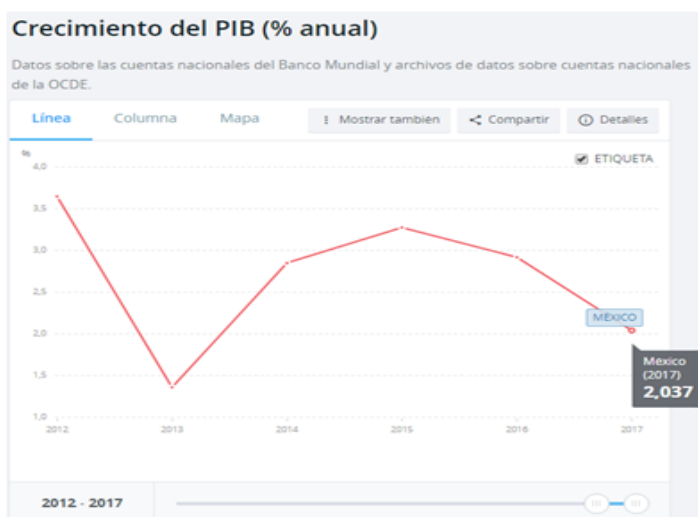 Crecimiento del PIB (% anual)
Datos sobre las cuentas nacionales del Banco Mundial y archivos de datos sobre cuentas nacionales
de la OCDE.
Línea Columna Mapa Mostrar también Compartir Detalles
% ETIQUETA
4,0
3,5
3,0
2,5
2,0
1,5
1,0
MÉXICO
Mexico
(2017)
2,037
2012 2013 2014 2015 2016 2017
2012 - 2017